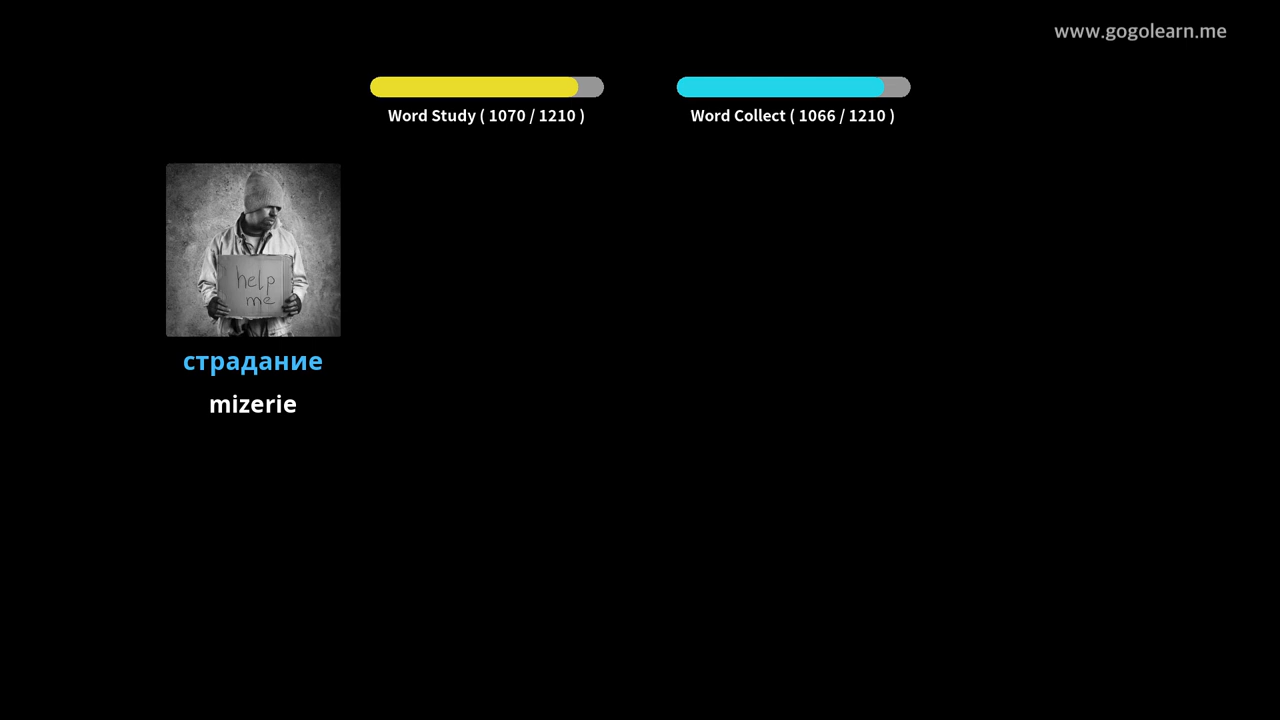 www.gogolearn.me
Word Study ( 1070 / 1210 )
Word Collect ( 1066 / 1210 )
help
me
страдание
mizerie